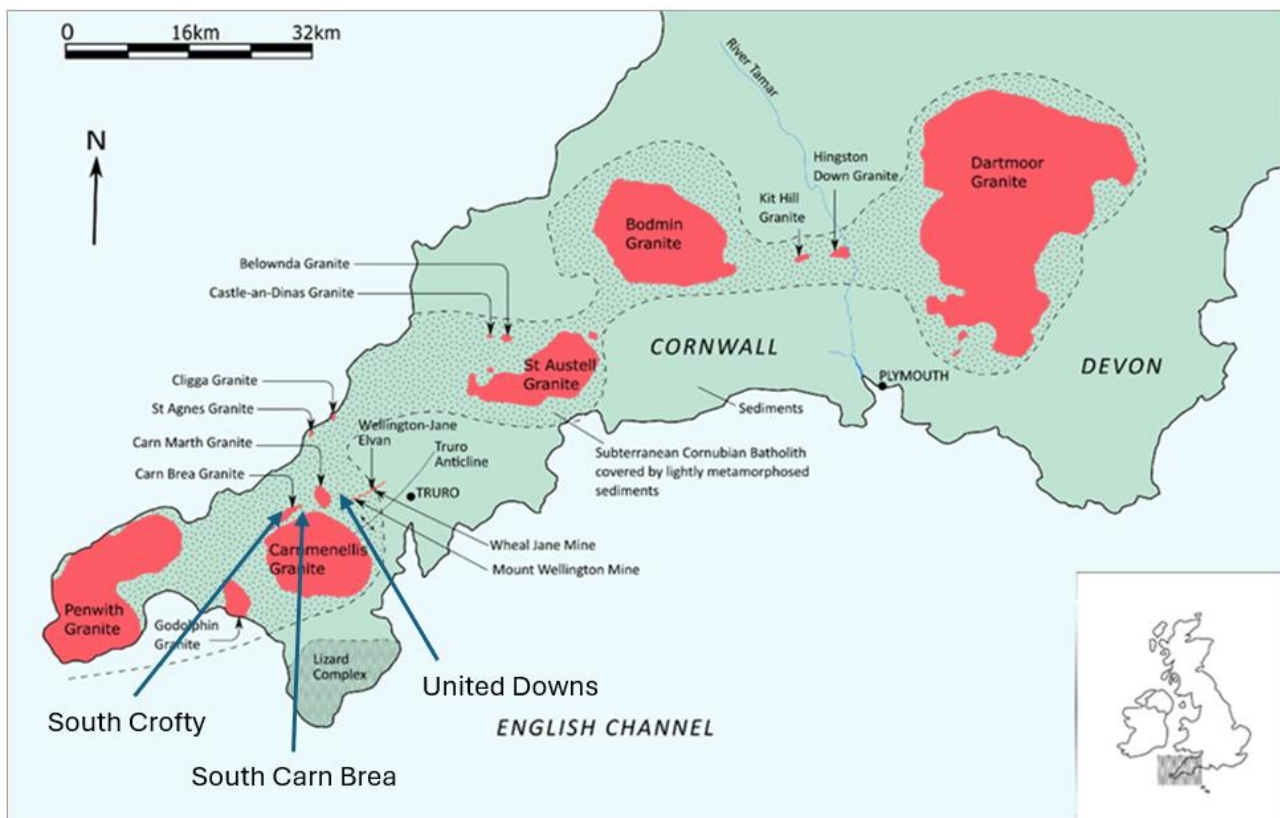 0 16km 32km
N
River Tamar
Hingston
Down Granite
Kit Hill
Granite
Dartmoor
Granite
Bodmin
Granite
Belownda Granite
Castle-an-Dinas Granite
CORNWALL
DEVON
St Austell
Granite
PLYMOUTH
Cligga Granite
St Agnes Granite
Sediments
Wellington-Jane
Elvan
Truro
Anticline
Carn Marth Granite
Subterranean Cornubian Batholith
covered by lightly metamorphosed
sediments
Carn Brea Granite
TRURO
Wheal Jane Mine
Mount Wellington Mine
Carnmenellis
Granite
Penwith
Granite
Godolphin
Granite
Lizard
Complex
United Downs
South Crofty
ENGLISH CHANNEL
South Carn Brea